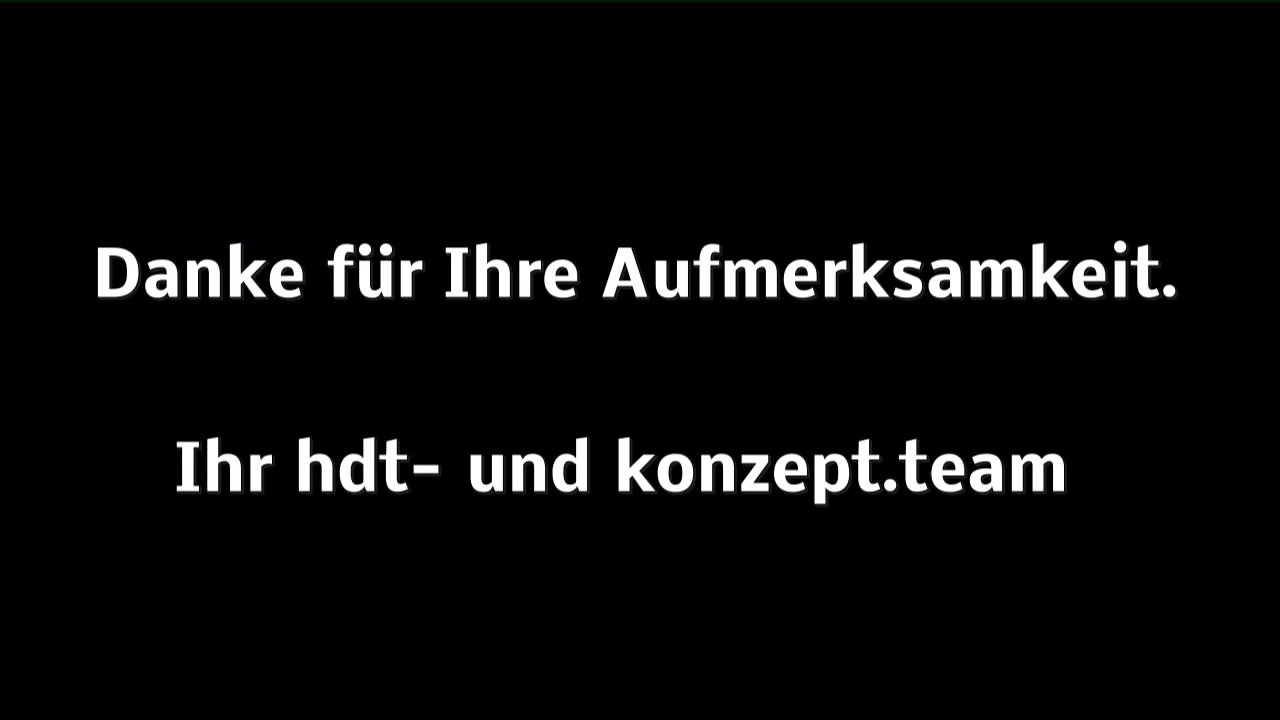 Danke für Ihre Aufmerksamkeit.
Ihr hdt- und konzept.team